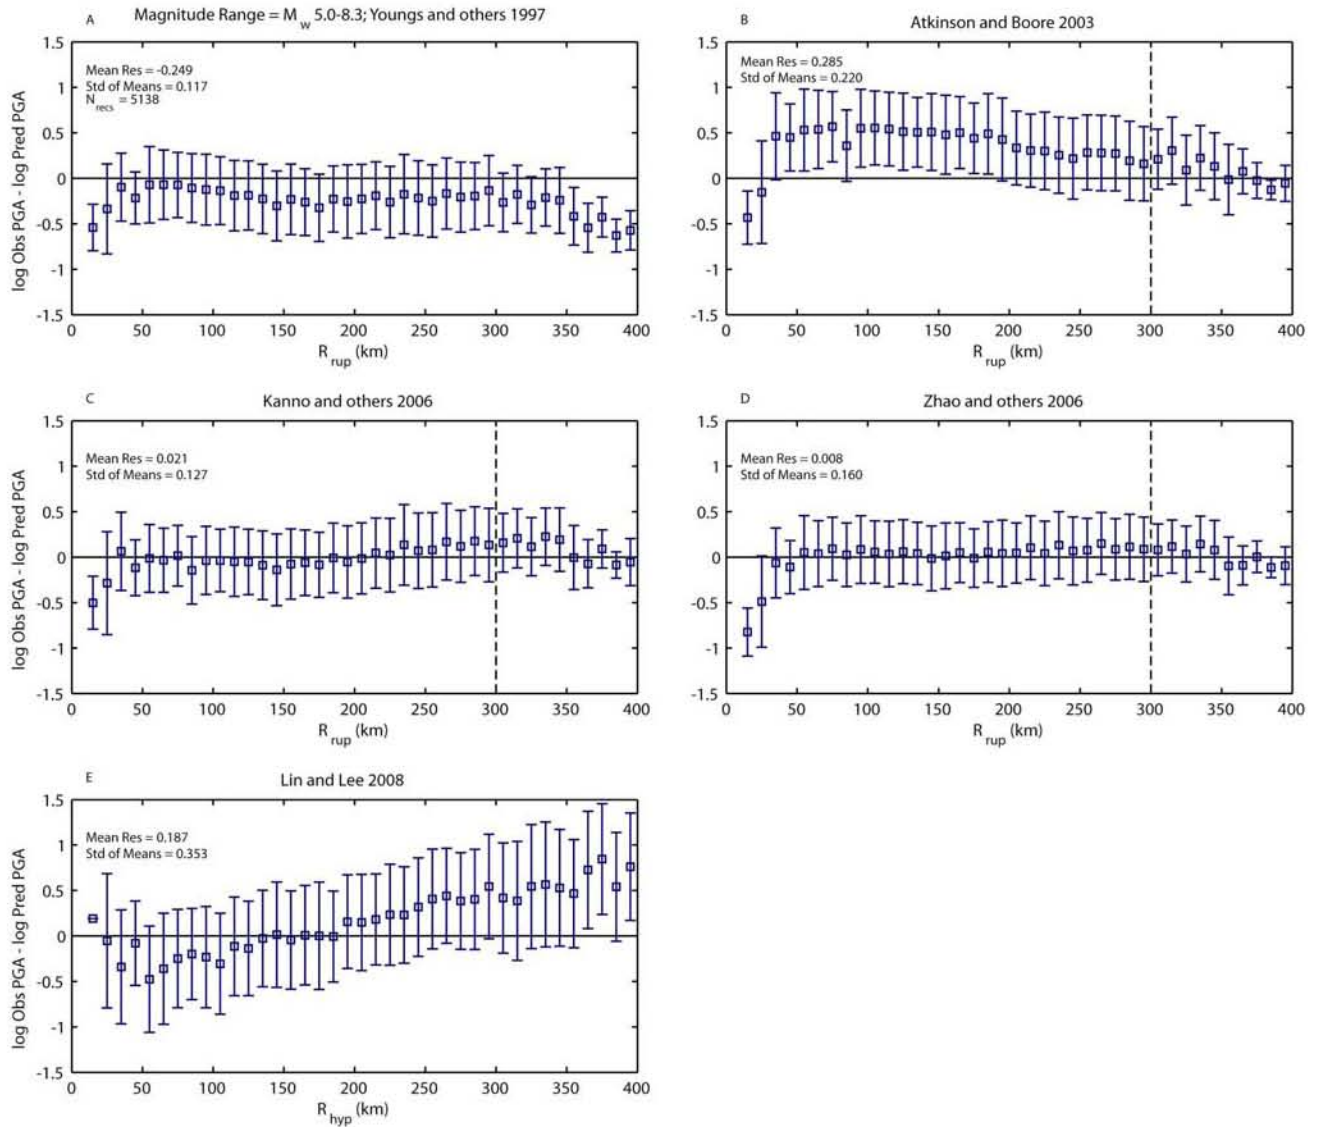 A
Magnitude Range = M w 5.0-8.3; Youngs and others 1997
Mean Res = -0.249
Std of Means = 0.117
N recs = 5138
1.5
1
0.5
0
-0.5
-1
-1.5
log Obs PGA - log Pred PGA
0 50 100 150 200 250 300 350 400
R rup (km)
B
Atkinson and Boore 2003
Mean Res = 0.285
Std of Means = 0.220
1.5
1
0.5
0
-0.5
-1
-1.5
0 50 100 150 200 250 300 350 400
R rup (km)
C
Kanno and others 2006
Mean Res = 0.021
Std of Means = 0.127
1.5
1
0.5
0
-0.5
-1
-1.5
log Obs PGA - log Pred PGA
0 50 100 150 200 250 300 350 400
R rup (km)
D
Zhao and others 2006
Mean Res = 0.008
Std of Means = 0.160
1.5
1
0.5
0
-0.5
-1
-1.5
0 50 100 150 200 250 300 350 400
R rup (km)
E
Lin and Lee 2008
Mean Res = 0.187
Std of Means = 0.353
1.5
1
0.5
0
-0.5
-1
-1.5
log Obs PGA - log Pred PGA
0 50 100 150 200 250 300 350 400
R hyp (km)